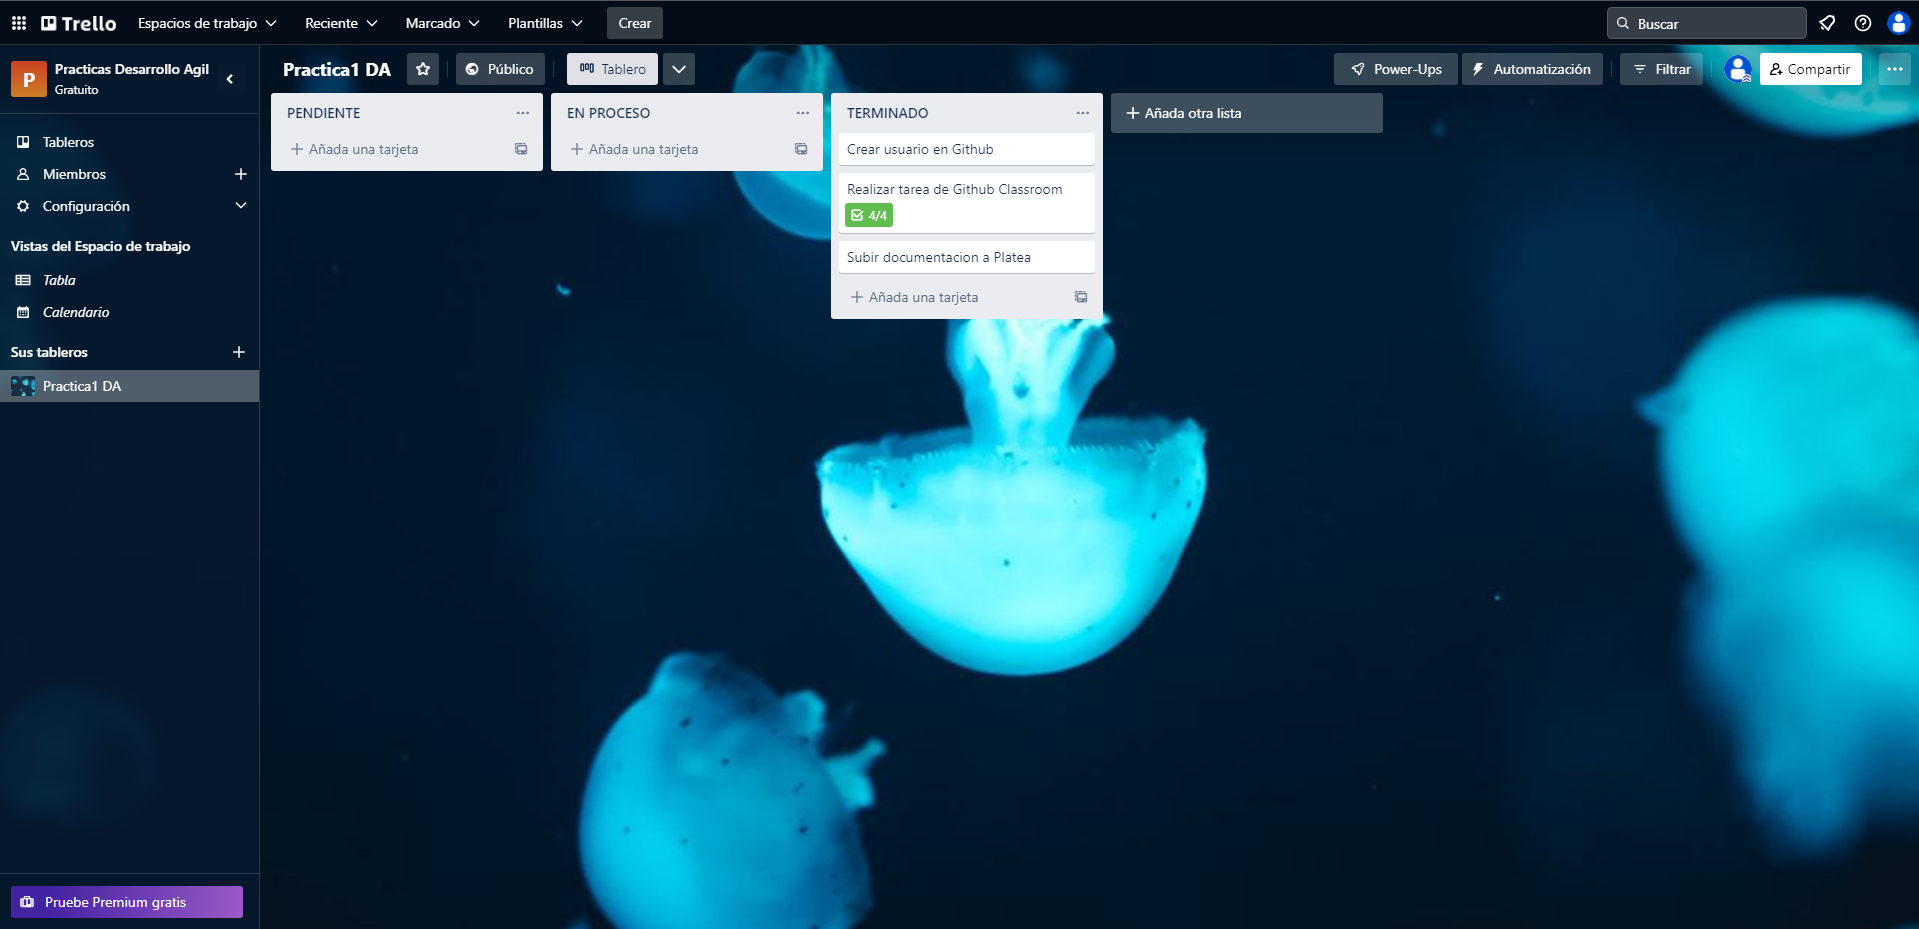 Trello
Espacios de trabajo
Reciente
Marcado
Plantillas
Crear
Buscar
P
Practicas Desarrollo Agil
Gratuito
Practica1 DA
Público
Tablero
Power-Ups
Automatización
Filtrar
Compartir
Tableros
Miembros
Configuración
Vistas del Espacio de trabajo
Tabla
Calendario
Sus tableros
Practica1 DA
Pruebe Premium gratis
PENDIENTE
Añada una tarjeta
EN PROCESO
Añada una tarjeta
TERMINADO
Crear usuario en Github
Realizar tarea de Github Classroom
4/4
Subir documentacion a Platea
Añada una tarjeta
Añada otra lista